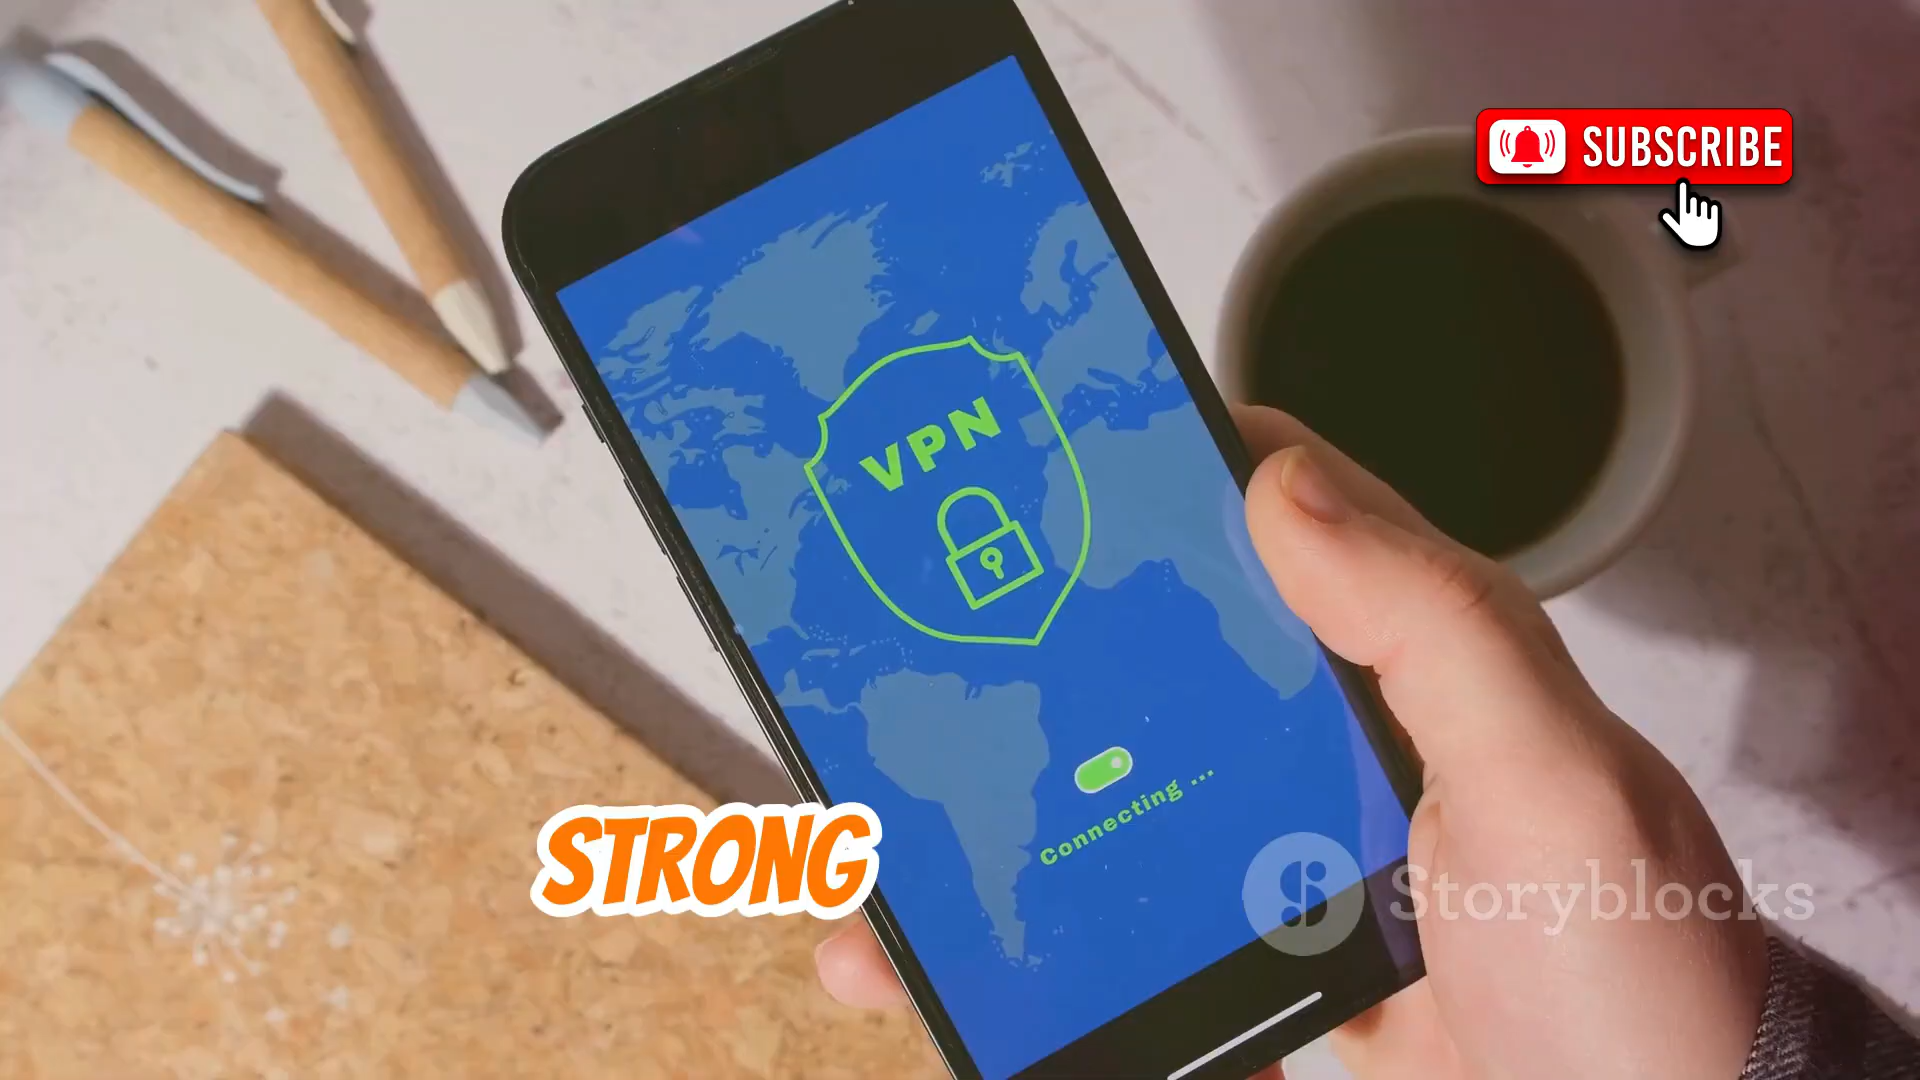 SUBSCRIBE
VPN
Connecting ...
STRONG
Storyblocks